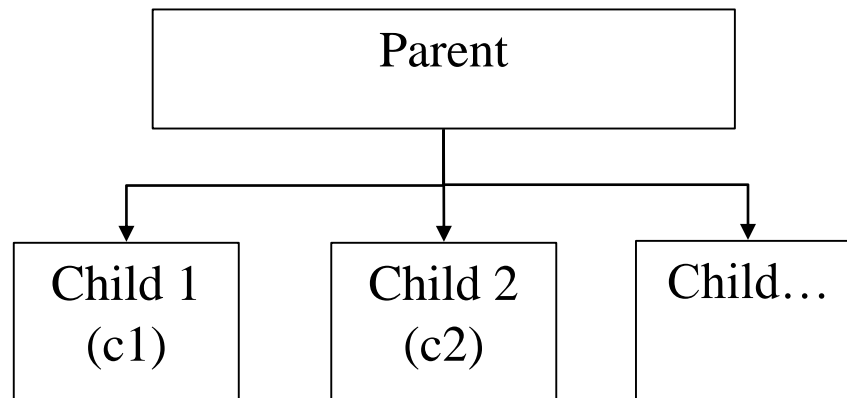 Parent
Child 1
(c1)
Child 2
(c2)
Child…